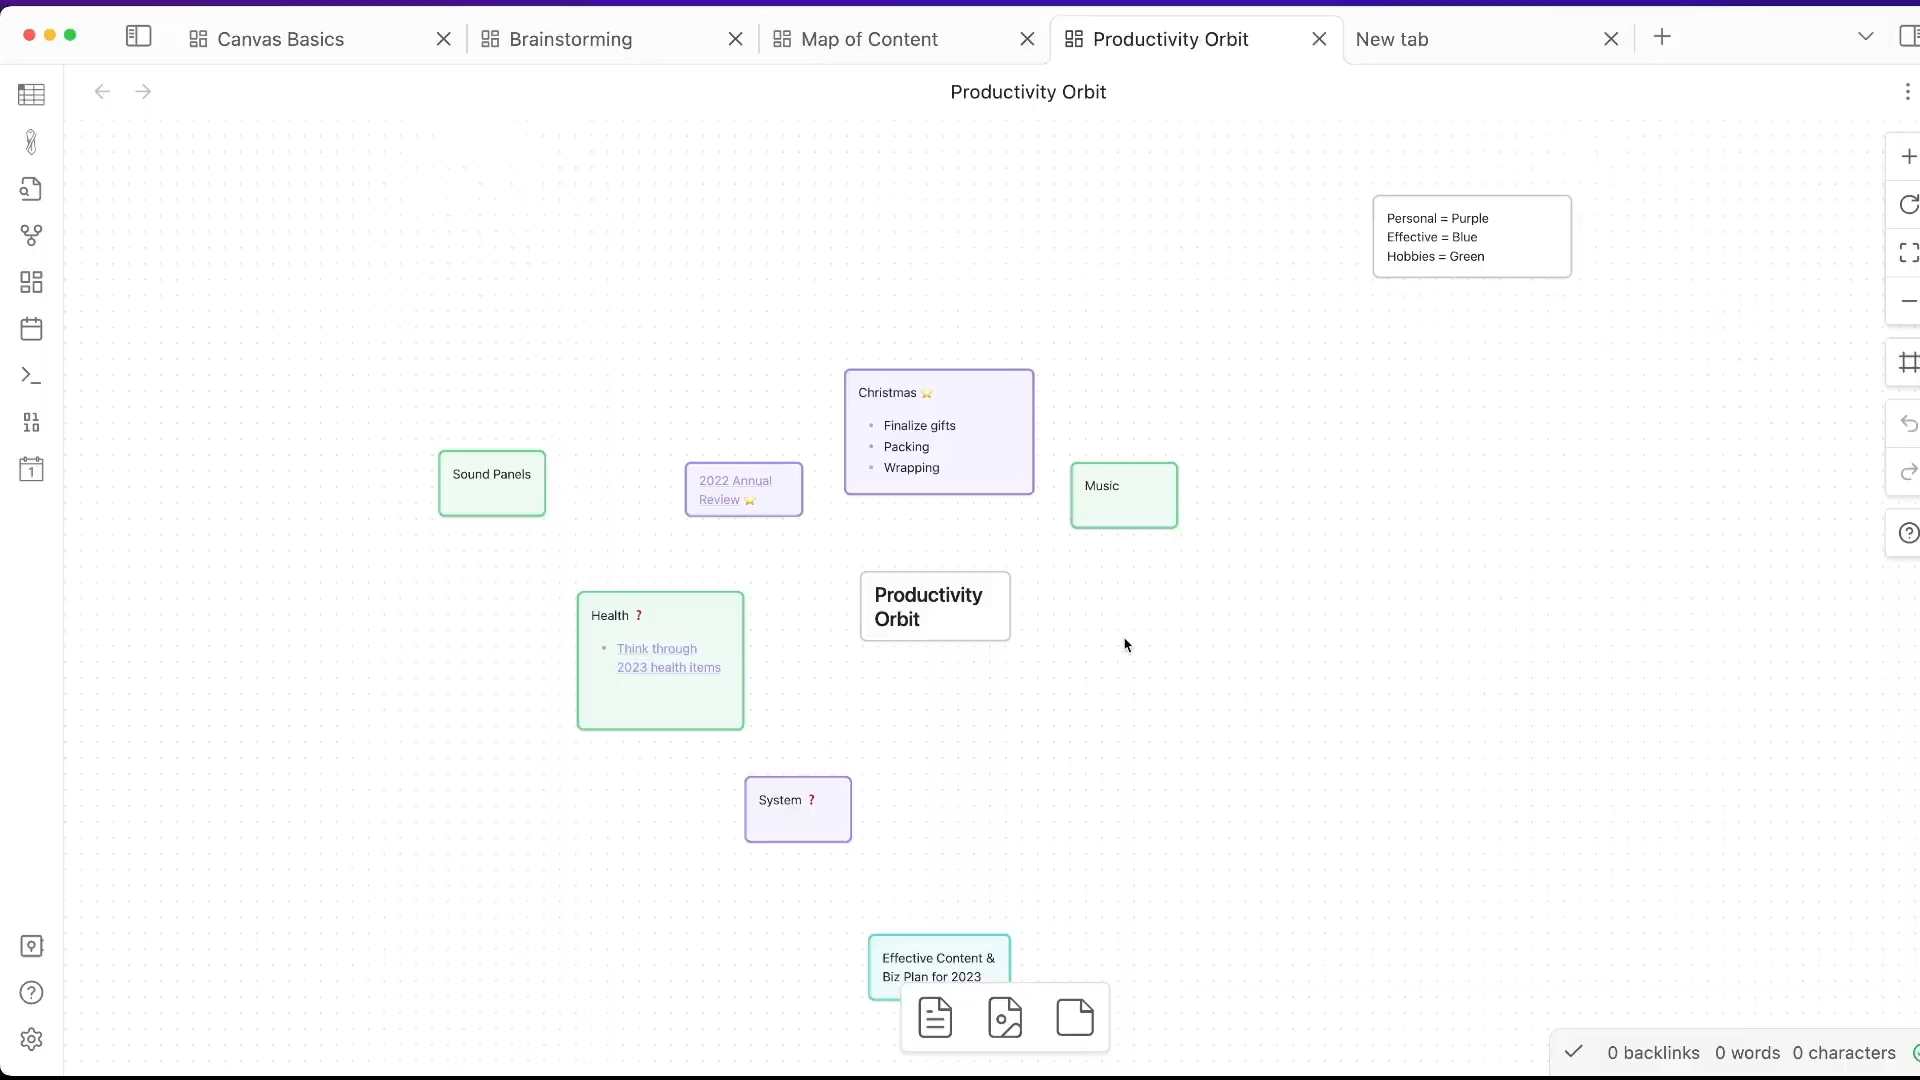 Canvas Basics
Brainstorming
Map of Content
Productivity Orbit
New tab
Productivity Orbit
Personal = Purple
Effective = Blue
Hobbies = Green
Christmas ⭐
Finalize gifts
Packing
Wrapping
Sound Panels
2022 Annual
Review ⭐
Music
Productivity
Orbit
Health ❓
Think through
2023 health items
System ❓
Effective Content &
Biz Plan for 2023
0 backlinks 0 words 0 characters